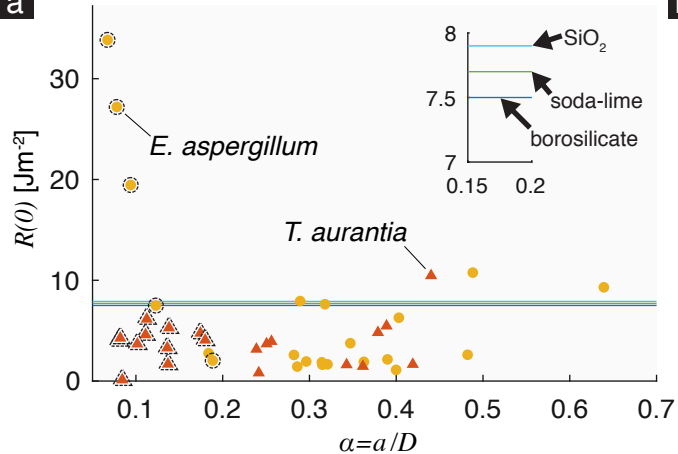 a
R(0) [Jm⁻²]
30
20
10
0
E. aspergillum
T. aurantia
8
7.5
7
0.15 0.2
SiO₂
soda-lime
borosilicate
0.1 0.2 0.3 0.4 0.5 0.6 0.7
α=a/D